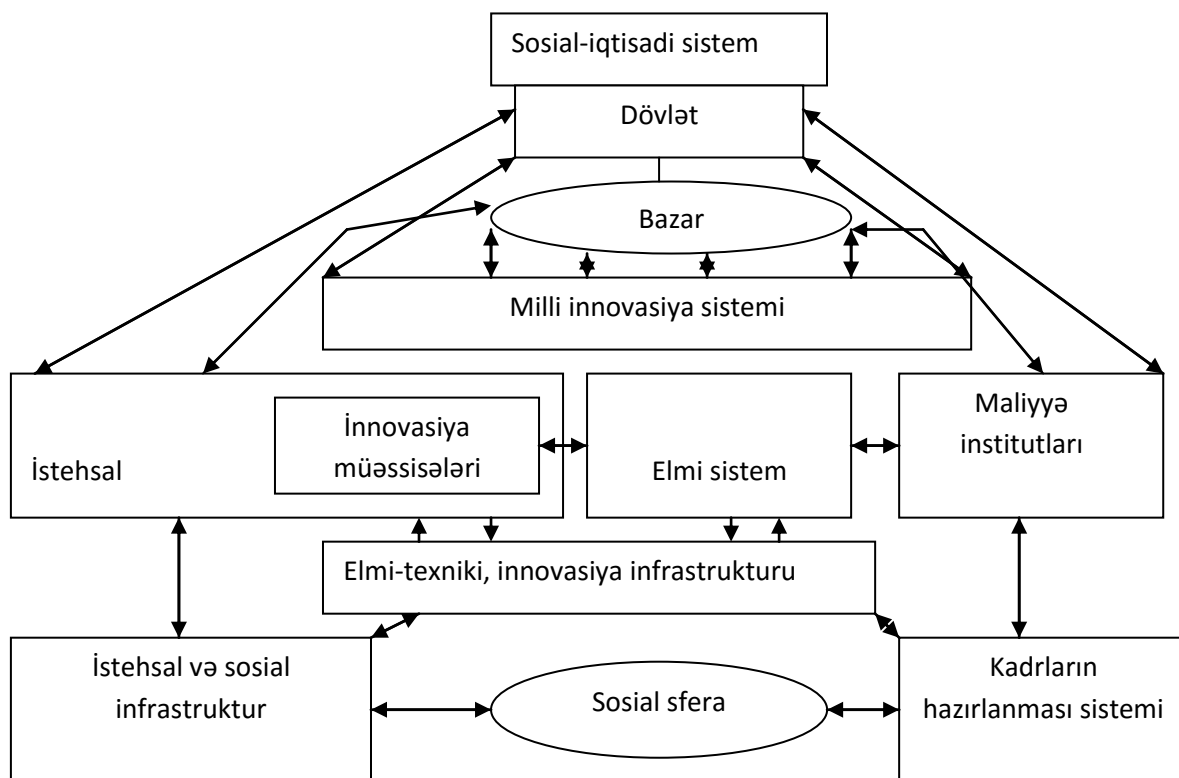 Sosial-iqtisadi sistem
Dövlət
Bazar
Milli innovasiya sistemi
İstehsal
İnnovasiya
müəssisələri
Elmi sistem
Maliyyə
institutları
Elmi-texniki, innovasiya infrastrukturu
İstehsal və sosial
infrastruktur
Sosial sfera
Kadrların
hazırlanması sistemi